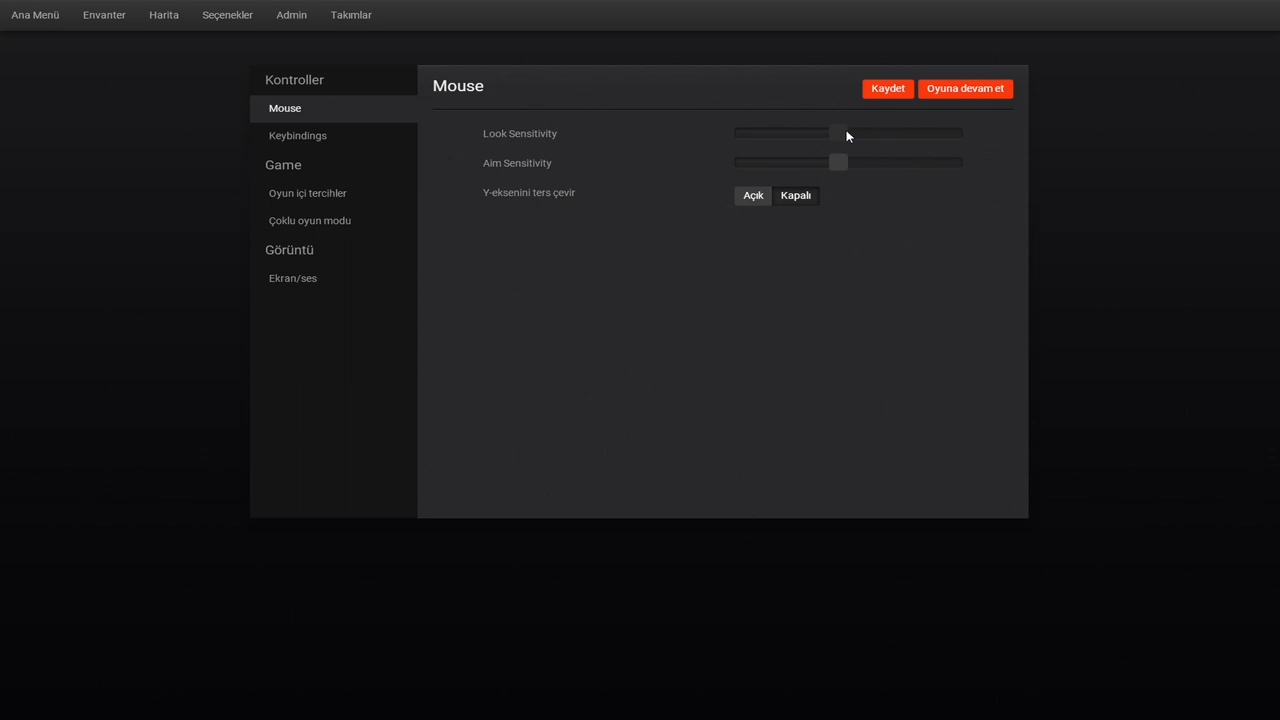 Ana Menü Envanter Harita Seçenekler Admin Takımlar
Kontroller
Mouse
Keybindings
Game
Oyun içi tercihler
Çoklu oyun modu
Görüntü
Ekran/ses
Mouse
Kaydet Oyuna devam et
Look Sensitivity
Aim Sensitivity
Y-eksenini ters çevir Açık Kapalı